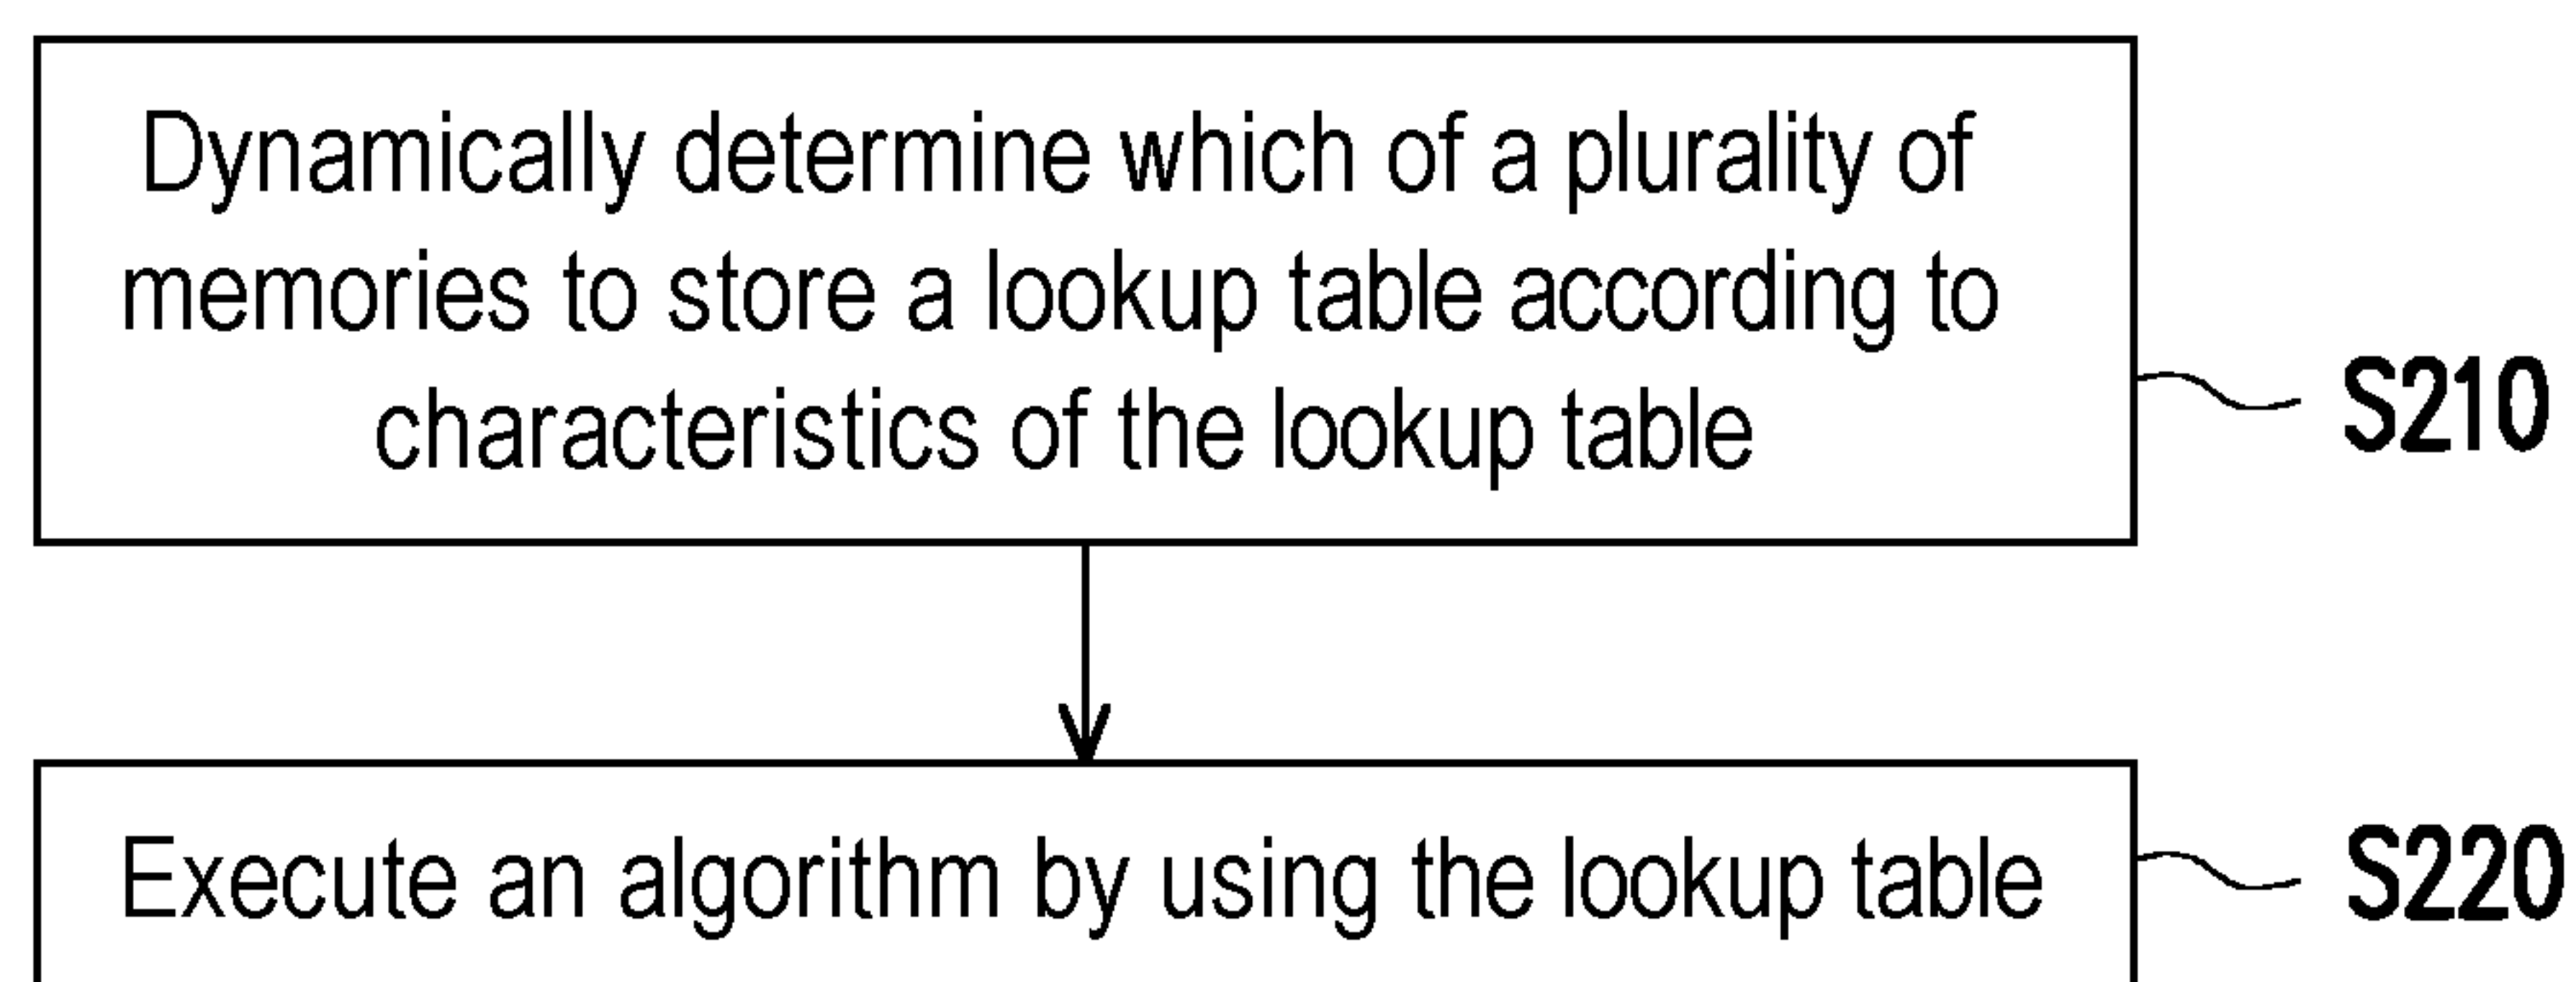 Dynamically determine which of a plurality of
memories to store a lookup table according to
characteristics of the lookup table
S210
Execute an algorithm by using the lookup table
S220